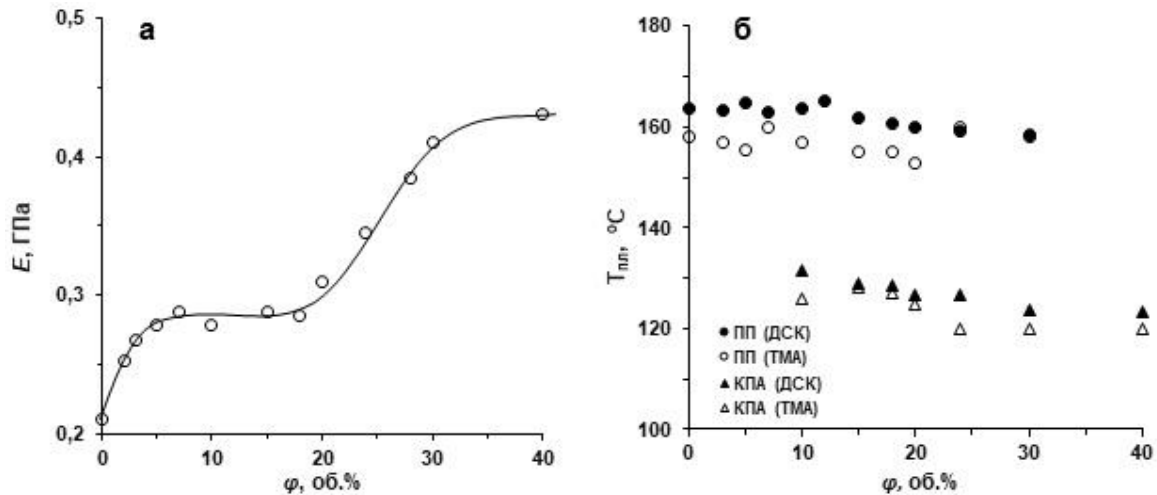 а
0,5
0,4
0,3
0,2
E, ГПа
0
10
20
30
40
φ, об.%
б
180
160
140
120
100
Tпл, °C
ПП (ДСК)
ПП (ТМА)
КПА (ДСК)
КПА (ТМА)
0
10
20
30
40
φ, об.%